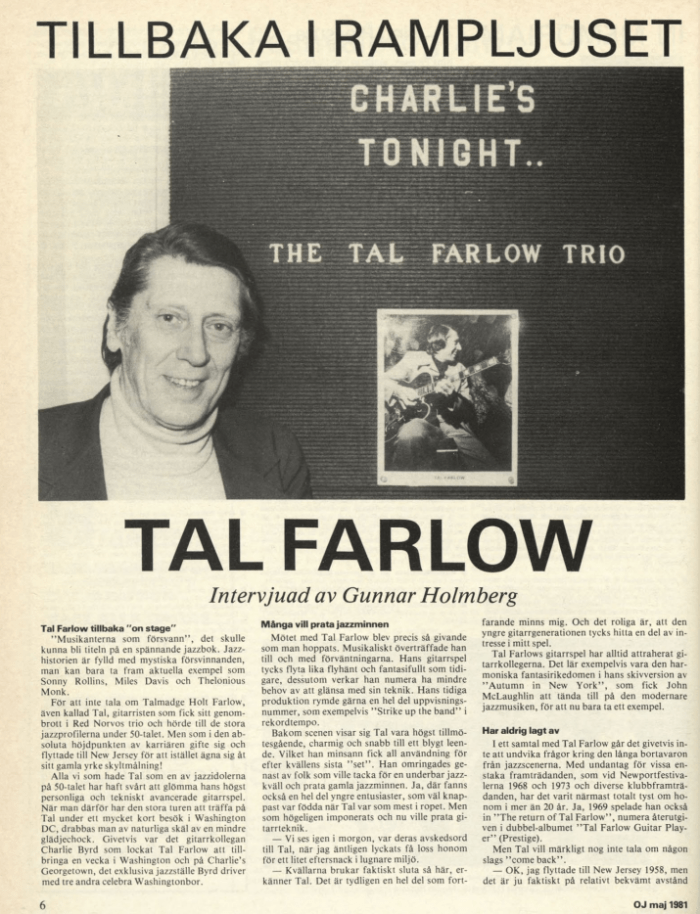 TILLBAKA I RAMPLJUSET
CHARLIE'S
TONIGHT..
THE TAL FARLOW TRIO
TAL FARLOW
Intervjuad av Gunnar Holmberg
Tal Farlow tillbaka "on stage"
"Musikanterna som försvann", det skulle
kunna bli titeln på en spännande jazzbok. Jazz-
historien är fylld med mystiska försvinnanden,
man kan bara ta fram aktuella exempel som
Sonny Rollins, Miles Davis och Thelonious
Monk.
För att inte tala om Talmadge Holt Farlow,
även kallad Tal, gitarristen som fick sitt genom-
brott i Red Norvos trio och hörde till de stora
jazzprofilerna under 50-talet. Men som i den ab-
soluta höjdpunkten av karriären gifte sig och
flyttade till New Jersey för att istället ägna sig åt
sitt gamla yrke skyltmålning!
Alla vi som hade Tal som en av jazzidolerna
på 50-talet har haft svårt att glömma hans högst
personliga och tekniskt avancerade gitarrspel.
När man därför har den stora turen att träffa på
Tal under ett mycket kort besök i Washington
DC, drabbas man av naturliga skäl av en mindre
glädjechock. Givetvis var det gitarrkollegan
Charlie Byrd som lockat Tal Farlow att till-
bringa en vecka i Washington och på Charlie's
Georgetown, det exklusiva jazzställe Byrd driver
med tre andra celebra Washingtonbor.
Många vill prata jazzminnen
Mötet med Tal Farlow blev precis så givande
som man hoppats. Musikaliskt överträffade han
till och med förväntningarna. Hans gitarrspel
tycks flyta lika flyhänt och fantasifullt som tidi-
gare, dessutom verkar han numera ha mindre
behov av att glänsa med sin teknik. Hans tidiga
produktion rymde gärna en hel del uppvisnings-
nummer, som exempelvis "Strike up the band" i
rekordtempo.
Bakom scenen visar sig Tal vara högst tillmö-
tesgående, charmig och snabb till ett blygt leen-
de. Vilket han minsann fick all användning för
efter kvällens sista "set". Han omringades ge-
nast av folk som ville tacka för en underbar jazz-
kväll och prata gamla jazzminnen. Ja, där fanns
också en hel del yngre entusiaster, som väl knap-
past var födda när Tal var som mest i ropet. Men
som högeligen imponerats och nu ville prata gi-
tarrteknik.
— Vi ses igen i morgon, var deras avskedsord
till Tal, när jag äntligen lyckats få loss honom
för ett litet eftersnack i lugnare miljö.
— Kvällarna brukar faktiskt sluta så här, er-
känner Tal. Det är tydligen en hel del som fort-
farande minns mig. Och det roliga är, att den
yngre gitarrgenerationen tycks hitta en del av in-
tresse i mitt spel.
Tal Farlows gitarrspel har alltid attraherat gi-
tarrkollegerna. Det lär exempelvis vara den har-
moniska fantasirikedomen i hans skivversion av
"Autumn in New York", som fick John
McLaughlin att tända till på den modernare
jazzmusiken, för att nu bara ta ett exempel.
Har aldrig lagt av
I ett samtal med Tal Farlow går det givetvis in-
te att undvika frågor kring den långa bortavaron
från jazzscenerna. Med undantag för vissa en-
staka framträdanden, som vid Newportfestiva-
lerna 1968 och 1973 och diverse klubbframträ-
danden, har det varit närmast totalt tyst om ho-
nom i mer än 20 år. Ja, 1969 spelade han också
in "The return of Tal Farlow", numera återutgi-
ven i dubbel-albumet "Tal Farlow Guitar Play-
er" (Prestige).
Men Tal vill märkligt nog inte tala om någon
slags "come back".
— OK, jag flyttade till New Jersey 1958, men
det är ju faktiskt på relativt bekvämt avstånd
6
OJ maj 1981